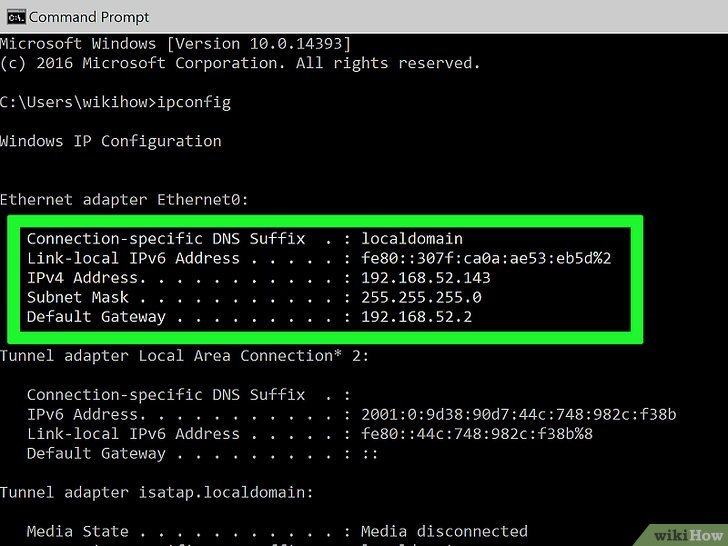 Command Prompt
Microsoft Windows [Version 10.0.14393]
(c) 2016 Microsoft Corporation. All rights reserved.
C:\Users\wikihow>ipconfig
Windows IP Configuration
Ethernet adapter Ethernet0:
Connection-specific DNS Suffix . : localdomain
Link-local IPv6 Address . . . . . : fe80::307f:ca0a:ae53:eb5d%2
IPv4 Address. . . . . . . . . . . : 192.168.52.143
Subnet Mask . . . . . . . . . . . : 255.255.255.0
Default Gateway . . . . . . . . . : 192.168.52.2
Tunnel adapter Local Area Connection* 2:
Connection-specific DNS Suffix . :
IPv6 Address. . . . . . . . . . . : 2001:0:9d38:90d7:44c:748:982c:f38b
Link-local IPv6 Address . . . . . : fe80::44c:748:982c:f38b%8
Default Gateway . . . . . . . . . : ::
Tunnel adapter isatap.localdomain:
Media State . . . . . . . . . . . : Media disconnected
wikiHow